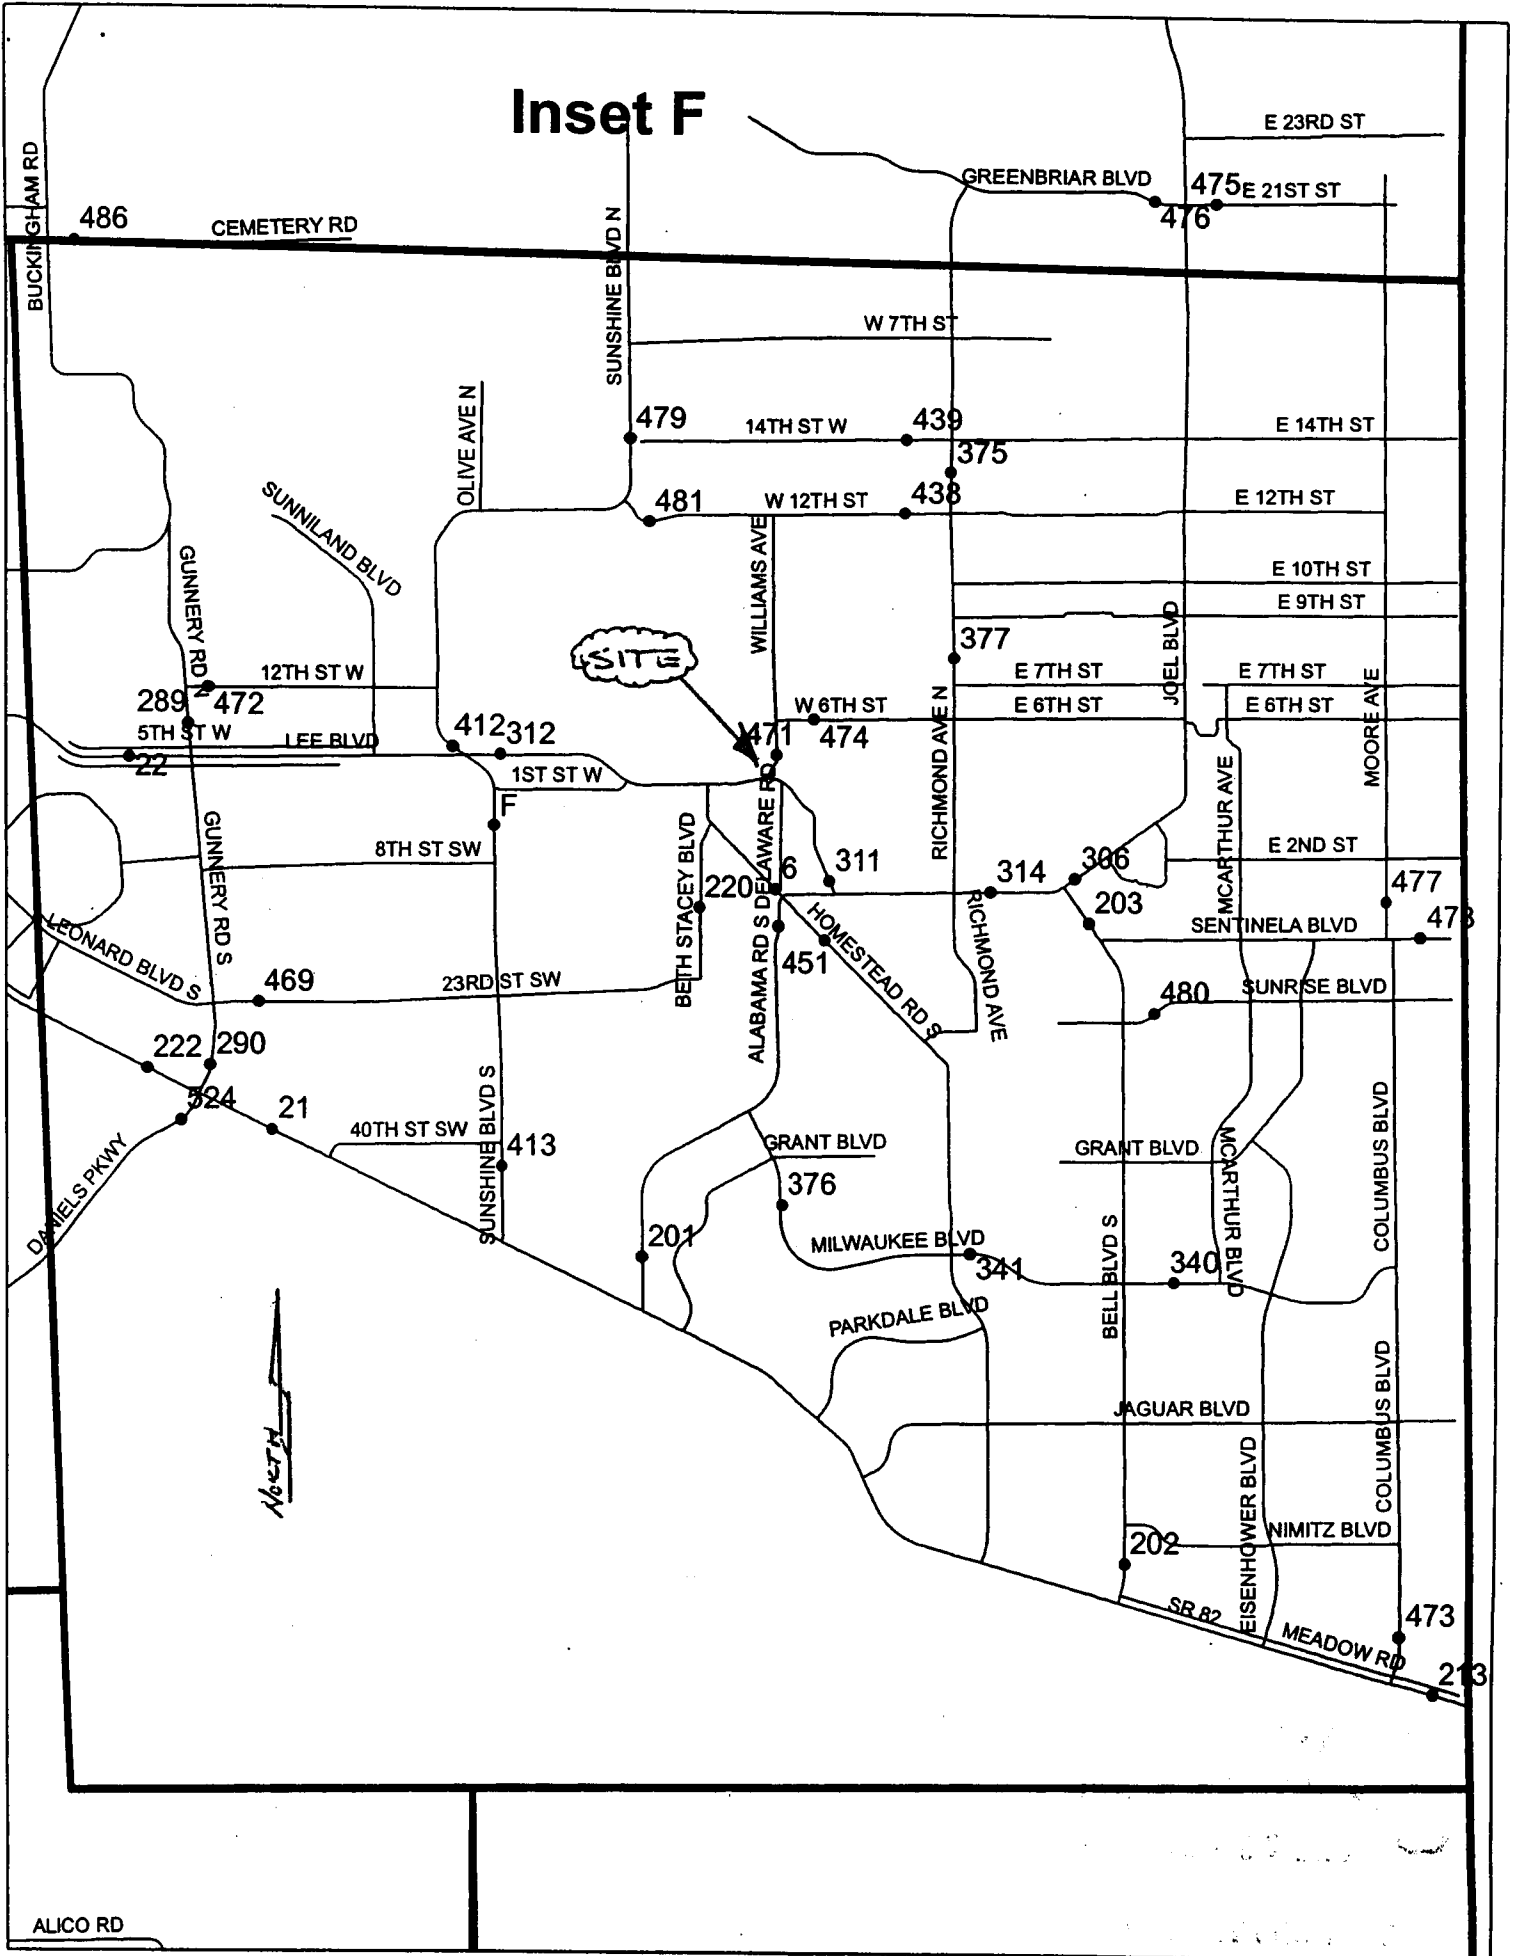 Inset F
E 23RD ST
BUCKINGHAM RD
GREENBRIAR BLVD
475
E 21ST ST
476
486
CEMETERY RD
SUNSHINE BLVD N
W 7TH ST
OLIVE AVE N
479
14TH ST W
439
E 14TH ST
375
SUNNILAND BLVD
481
W 12TH ST
438
E 12TH ST
WILLIAMS AVE
GUNNERY RD
E 10TH ST
E 9TH ST
JOEL BLVD
377
SITE
12TH ST W
E 7TH ST
E 7TH ST
289
472
W 6TH ST
E 6TH ST
E 6TH ST
MOORE AVE
RICHMOND AVE N
5TH ST W
LEE BLVD
412
312
471
474
22
1ST ST W
MCARTHUR AVE
F
GUNNERY RD S
8TH ST SW
BETH STACEY BLVD
DELAWARE RD
E 2ND ST
6
311
314
306
220
477
203
RICHMOND AVE
LEONARD BLVD S
HOMESTEAD RD S
SENTINELA BLVD
478
ALABAMA RD S
451
469
23RD ST SW
480
SUNRISE BLVD
222
290
524
21
SUNSHINE BLVD S
40TH ST SW
413
GRANT BLVD
GRANT BLVD
MCARTHUR BLVD
COLUMBUS BLVD
DANIELS PKWY
376
201
MILWAUKEE BLVD
341
BELL BLVD S
340
PARKDALE BLVD
NORTH
JAGUAR BLVD
COLUMBUS BLVD
EISENHOWER BLVD
NIMITZ BLVD
202
SR 82
473
MEADOW RD
213
ALICO RD